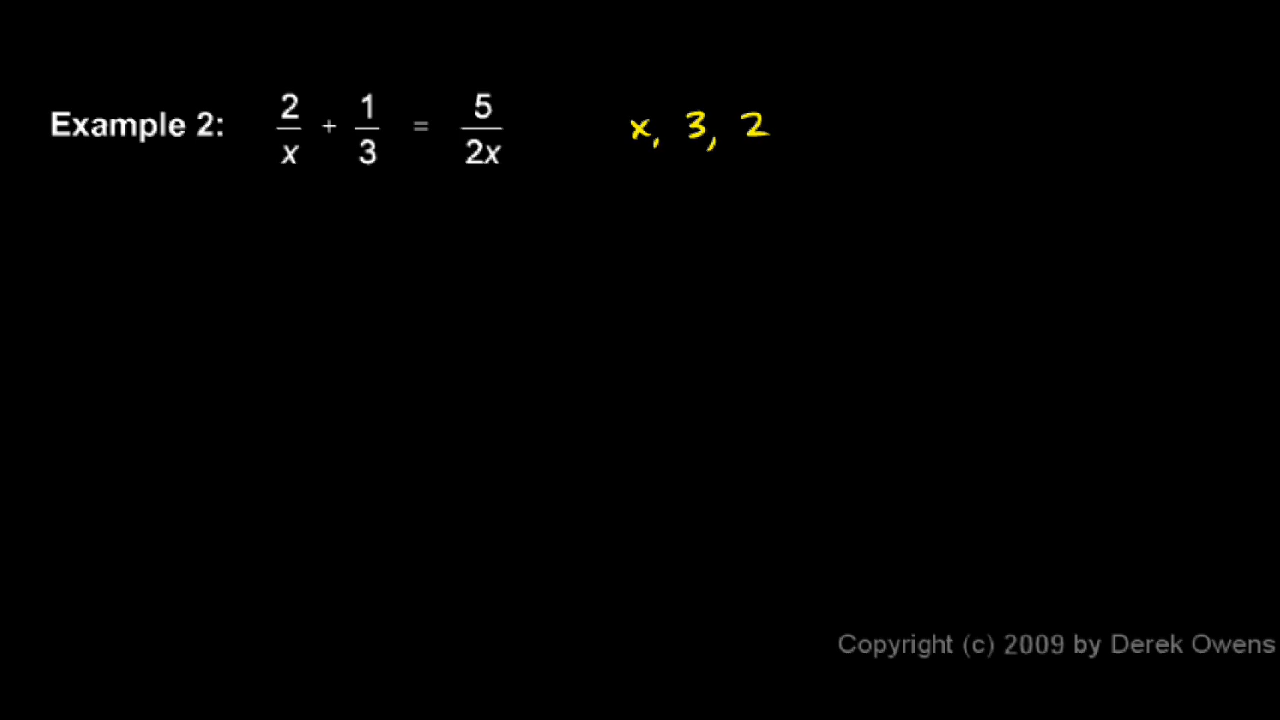 Example 2: 2/x + 1/3 = 5/2x x, 3, 2
Copyright (c) 2009 by Derek Owens